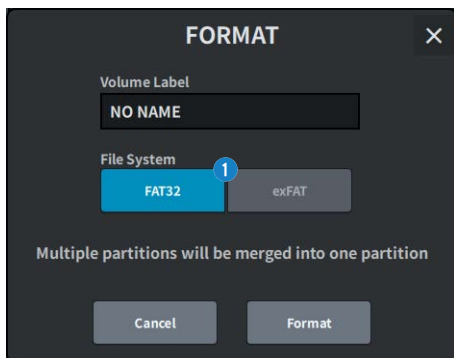 FORMAT
Volume Label
NO NAME
File System
1
FAT32 exFAT
Multiple partitions will be merged into one partition
Cancel Format